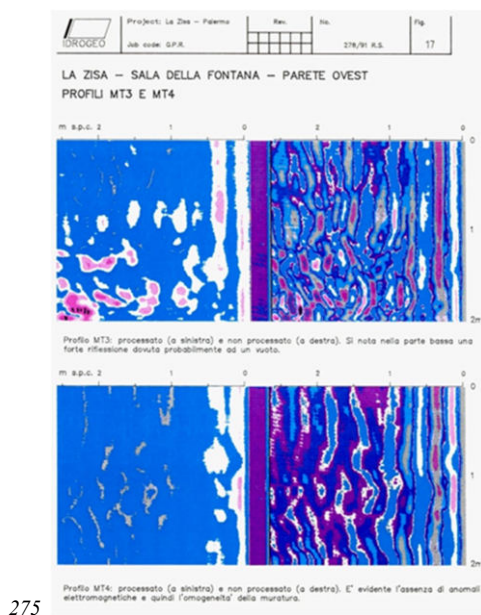 IDROGEO
Project: La Zisa – Palermo
Job code: G.P.R.
Rev.
No.
278/91 R.S.
Fig.
17
LA ZISA – SALA DELLA FONTANA – PARETE OVEST
PROFILI MT3 E MT4
m s.p.c. 2 1 0 2 1 0
0
1
2m
Profilo MT3: processato (a sinistra) e non processato (a destra). Si nota nella parte bassa una
forte riflessione dovuta probabilmente ad un vuoto.
m s.p.c. 2 1 0 2 1 0
0
1
2m
Profilo MT4: processato (a sinistra) e non processato (a destra). E' evidente l'assenza di anomali
elettromagnetiche e quindi l'omogeneita' della muratura.
275